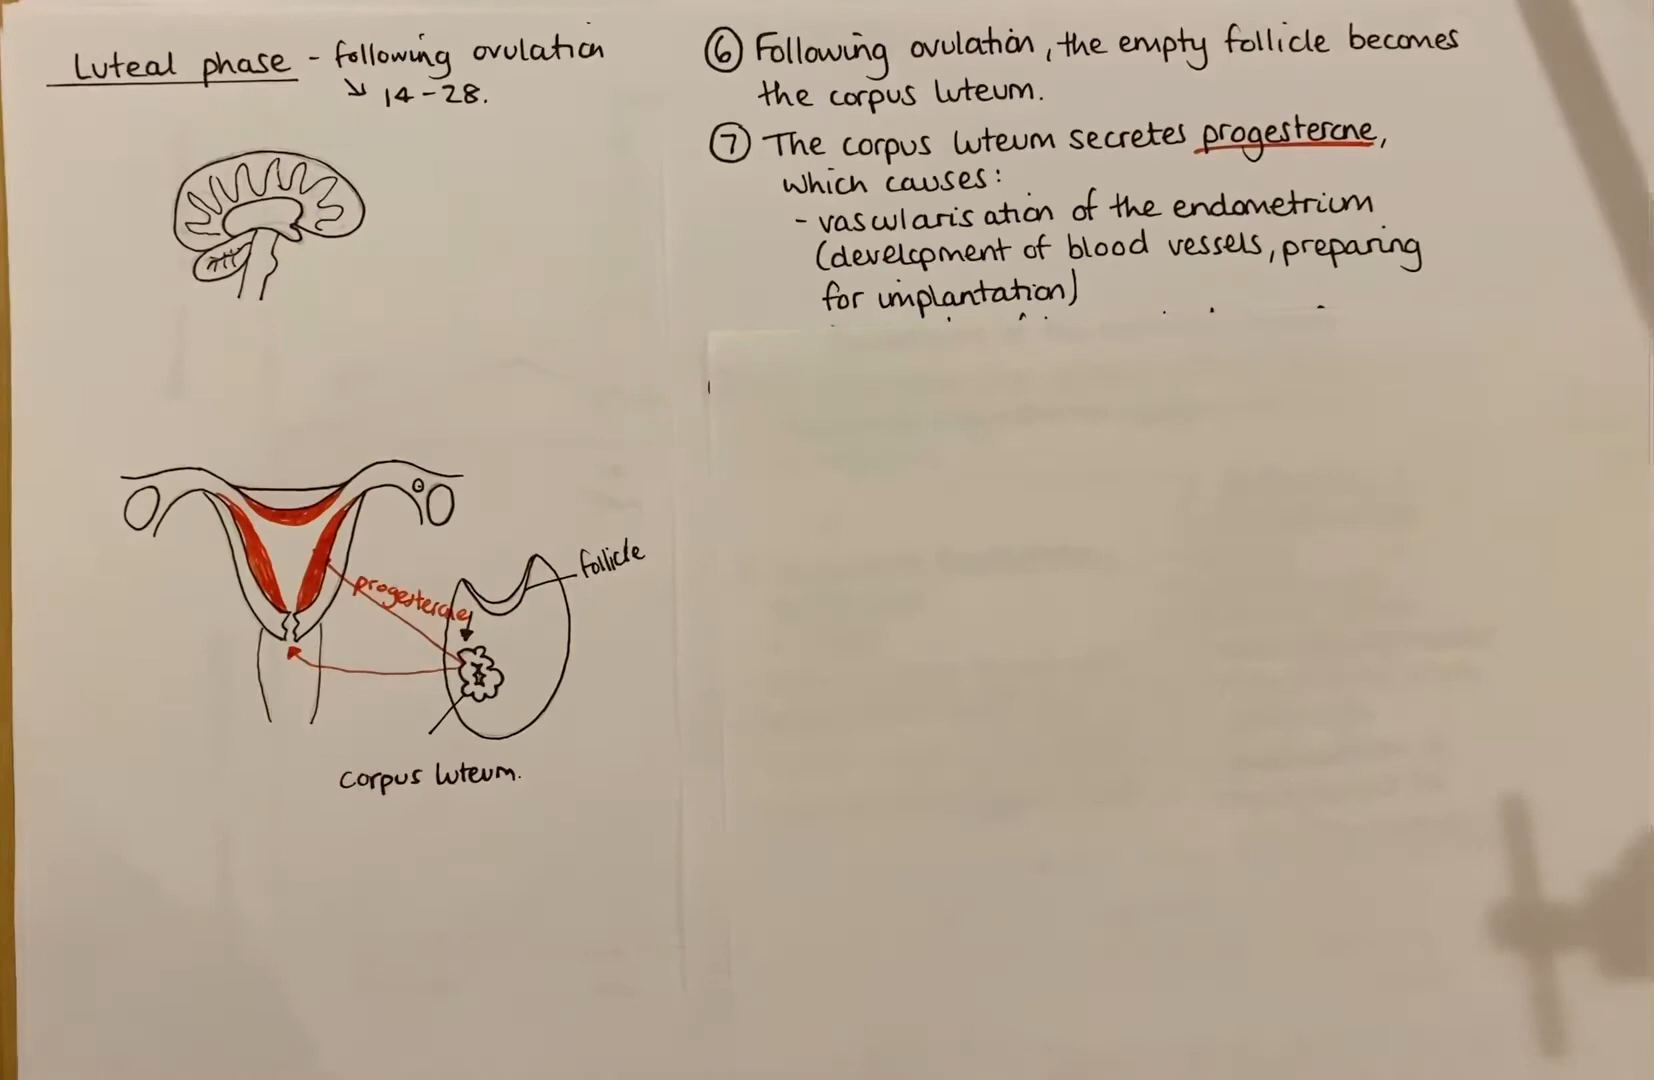 Luteal phase - following ovulation
↘ 14-28.
⑥ Following ovulation, the empty follicle becomes
the corpus luteum.
⑦ The corpus luteum secretes progesterone,
which causes:
- vascularisation of the endometrium
(development of blood vessels, preparing
for implantation)
follicle
progesterone
corpus luteum.